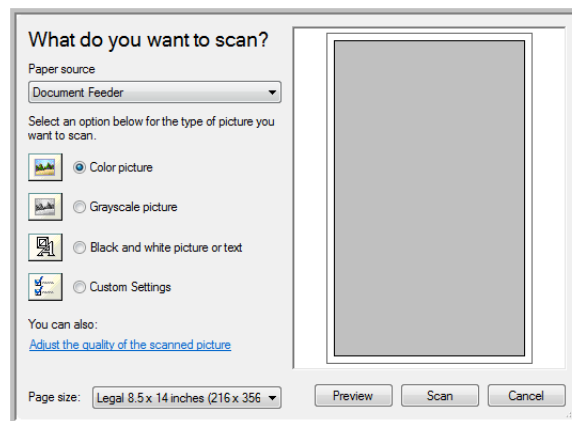 What do you want to scan?
Paper source
Document Feeder
Select an option below for the type of picture you
want to scan.
Color picture
Grayscale picture
Black and white picture or text
Custom Settings
You can also:
Adjust the quality of the scanned picture
Page size: Legal 8.5 x 14 inches (216 x 356
Preview Scan Cancel